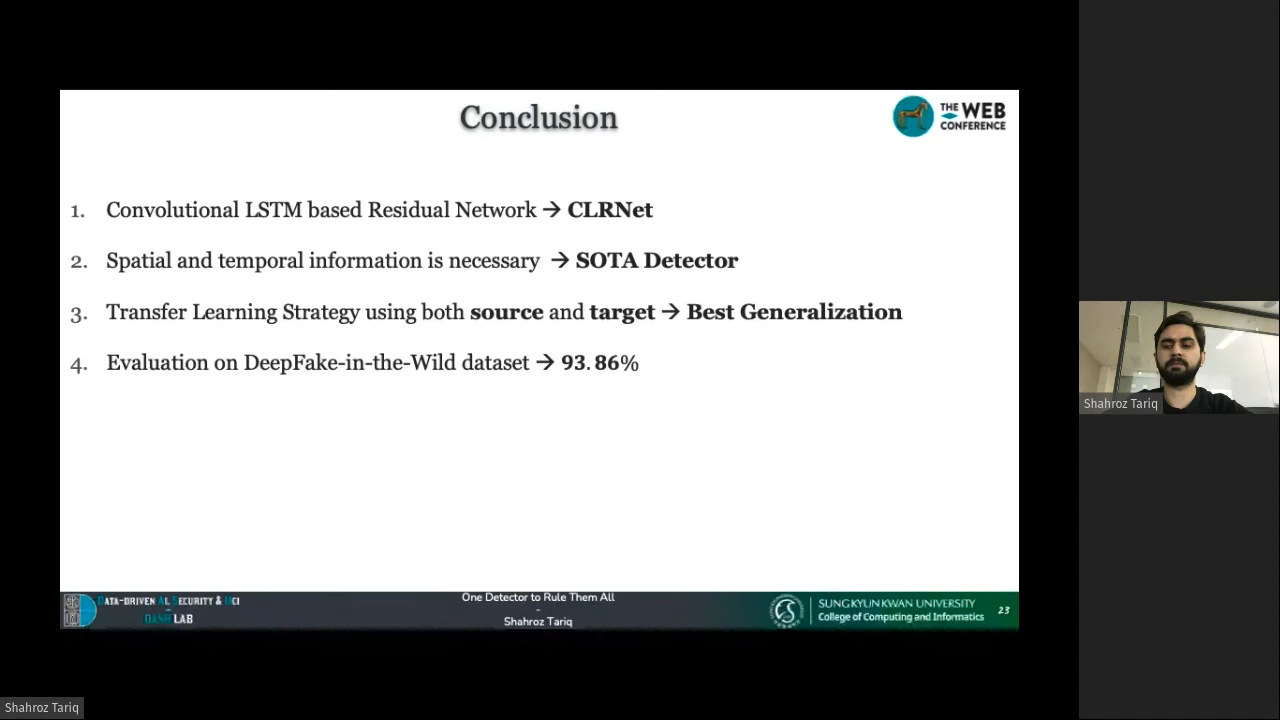 Conclusion
THE WEB
CONFERENCE
1. Convolutional LSTM based Residual Network → CLRNet
2. Spatial and temporal information is necessary → SOTA Detector
3. Transfer Learning Strategy using both source and target → Best Generalization
4. Evaluation on DeepFake-in-the-Wild dataset → 93.86%
Shahroz Tariq
DATA-DRIVEN AI SECURITY & HCI
DASH LAB
One Detector to Rule Them All
-
Shahroz Tariq
SUNGKYUNKWAN UNIVERSITY
College of Computing and Informatics
23
Shahroz Tariq